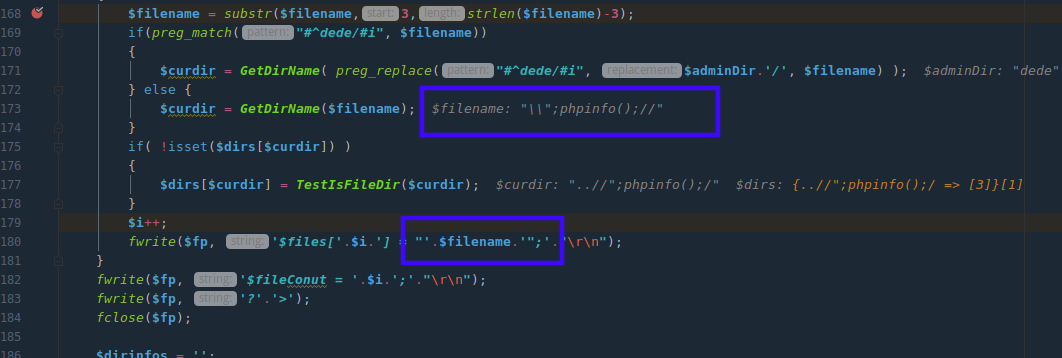 168 $filename = substr($filename, start: 3, length: strlen($filename)-3);
169 if(preg_match( pattern: "#^dede/#i", $filename))
170 {
171 $curdir = GetDirName( preg_replace( pattern: "#^dede/#i", replacement: $adminDir.'/', $filename) ); $adminDir: "dede"
172 } else {
173 $curdir = GetDirName($filename); $filename: "\\";phpinfo();//"
174 }
175 if( !isset($dirs[$curdir]) )
176 {
177 $dirs[$curdir] = TestIsFileDir($curdir); $curdir: "..//";phpinfo();/" $dirs: {..//";phpinfo();/ => [3]}[1]
178 }
179 $i++;
180 fwrite($fp, string: '$files['.$i.'] = "'.$filename.'";'."\r\n");
181 }
182 fwrite($fp, string: '$fileConut = '.$i.';'."\r\n");
183 fwrite($fp, string: '?'.'>');
184 fclose($fp);
185
186 $dirinfos = '';